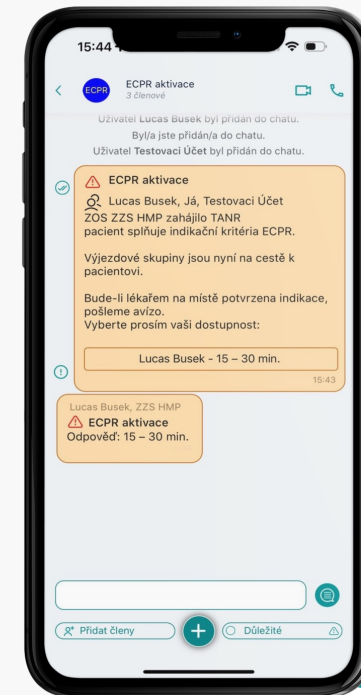 15:44
ECPR
ECPR aktivace
3 členové
Uživatel Lucas Busek byl přidán do chatu.
Byl/a jste přidán/a do chatu.
Uživatel Testovaci Účet byl přidán do chatu.
ECPR aktivace
Lucas Busek, Já, Testovaci Účet
ZOS ZZS HMP zahájilo TANR
pacient splňuje indikační kritéria ECPR.
Výjezdové skupiny jsou nyní na cestě k
pacientovi.
Bude-li lékařem na místě potvrzena indikace,
pošleme avízo.
Vyberte prosím vaši dostupnost:
Lucas Busek - 15 – 30 min.
15:43
Lucas Busek, ZZS HMP
ECPR aktivace
Odpověď: 15 – 30 min.
Přidat členy
Důležité